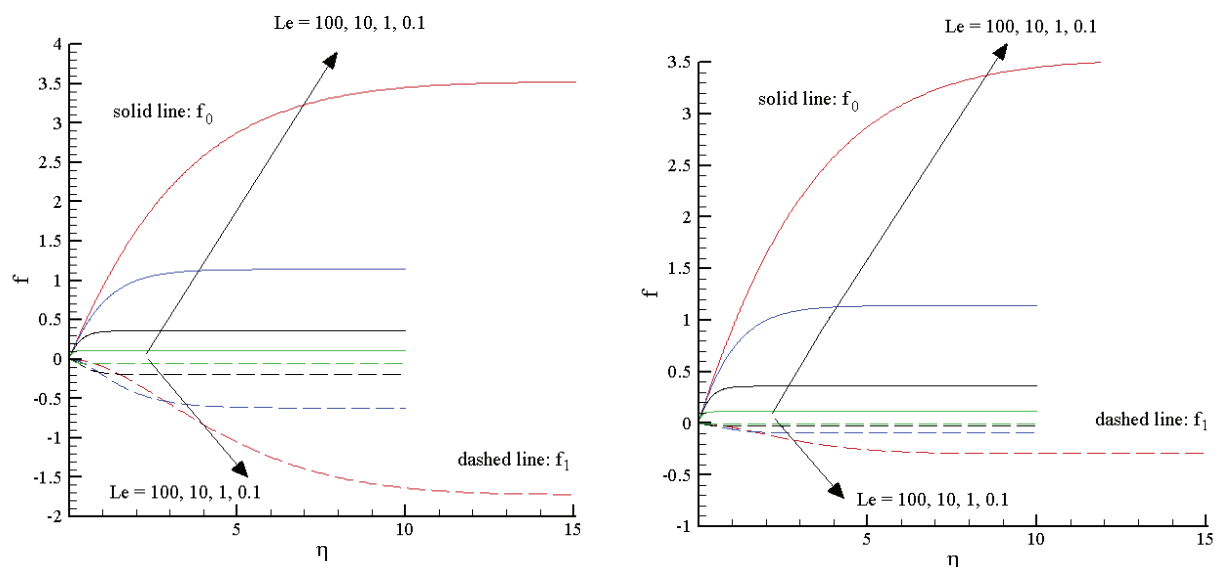 Le = 100, 10, 1, 0.1
4
3.5
3
2.5
2
1.5
1
0.5
0
-0.5
-1
-1.5
-2
f
solid line: f0
dashed line: f1
Le = 100, 10, 1, 0.1
5
10
15
η
Le = 100, 10, 1, 0.1
3.5
3
2.5
2
1.5
1
0.5
0
-0.5
-1
f
solid line: f0
dashed line: f1
Le = 100, 10, 1, 0.1
5
10
15
η